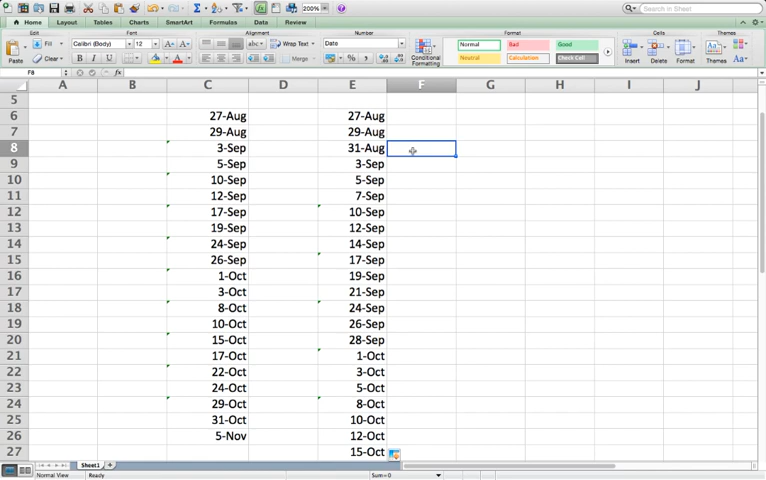 200%
Search in Sheet
Home Layout Tables Charts SmartArt Formulas Data Review
Edit Font Alignment Number Format Cells Themes
Fill Calibri (Body) 12 abc Wrap Text Date Normal Bad Good
Paste Clear B I U Conditional Formatting Neutral Calculation Check Cell Insert Delete Format Themes Aa
F8 fx
A B C D E F G H I J
5
6 27-Aug 27-Aug
7 29-Aug 29-Aug
8 3-Sep 31-Aug
9 5-Sep 3-Sep
10 10-Sep 5-Sep
11 12-Sep 7-Sep
12 17-Sep 10-Sep
13 19-Sep 12-Sep
14 24-Sep 14-Sep
15 26-Sep 17-Sep
16 1-Oct 19-Sep
17 3-Oct 21-Sep
18 8-Oct 24-Sep
19 10-Oct 26-Sep
20 15-Oct 28-Sep
21 17-Oct 1-Oct
22 22-Oct 3-Oct
23 24-Oct 5-Oct
24 29-Oct 8-Oct
25 31-Oct 10-Oct
26 5-Nov 12-Oct
27 15-Oct
Sheet1
Normal View Ready Sum=0